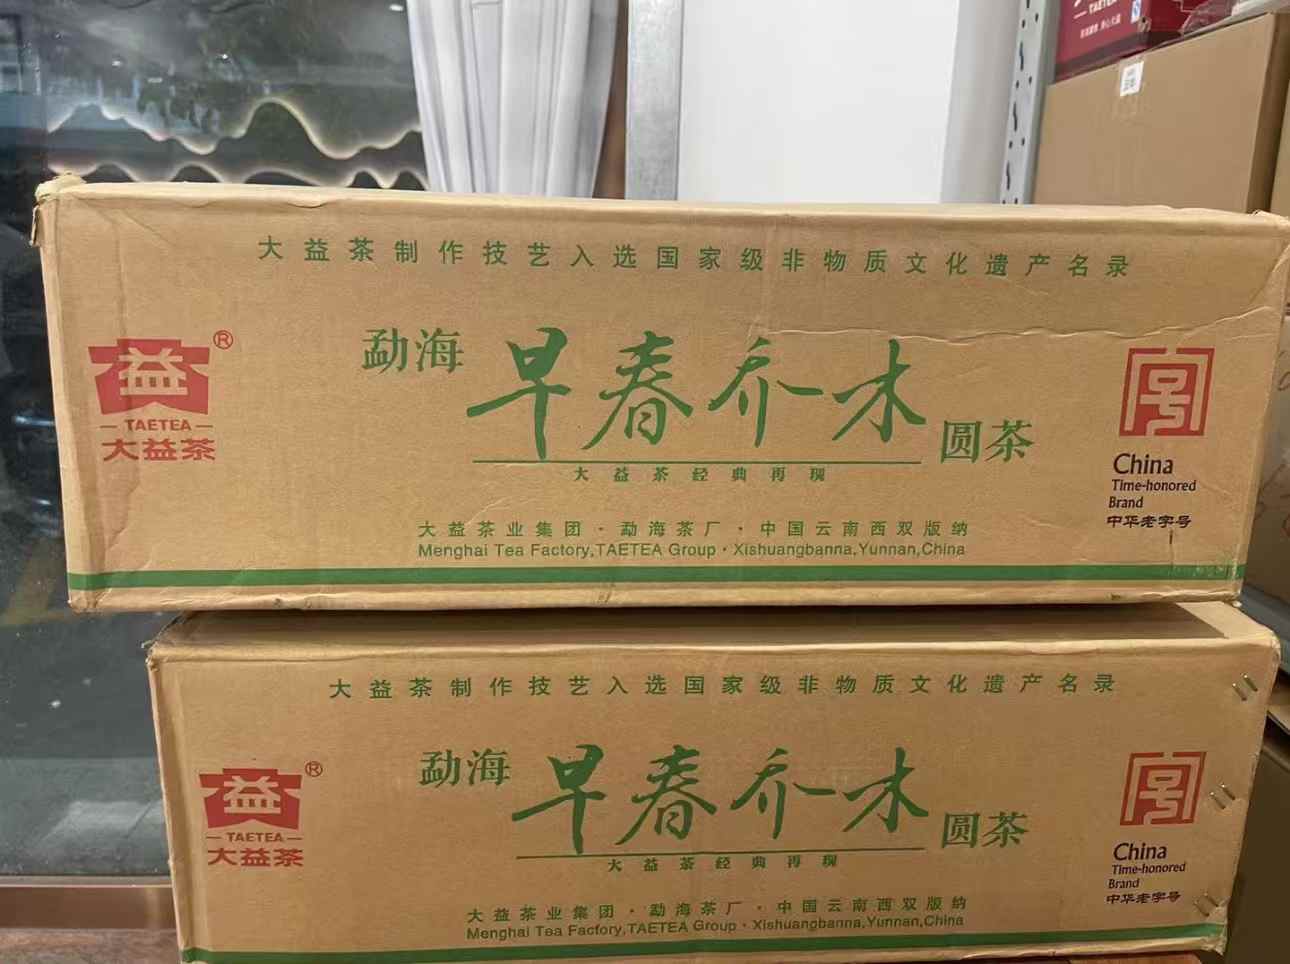 TAETEA
大益茶制作技艺入选国家级非物质文化遗产名录
益®
TAETEA
大益茶
勐海
早春乔木
圆茶
大益茶经典再现
大益茶业集团·勐海茶厂·中国云南西双版纳
Menghai Tea Factory,TAETEA Group·Xishuangbanna,Yunnan,China
号
China
Time-honored
Brand
中华老字号
大益茶制作技艺入选国家级非物质文化遗产名录
益®
TAETEA
大益茶
勐海
早春乔木
圆茶
大益茶经典再现
大益茶业集团·勐海茶厂·中国云南西双版纳
Menghai Tea Factory,TAETEA Group·Xishuangbanna,Yunnan,China
号
China
Time-honored
Brand
中华老字号